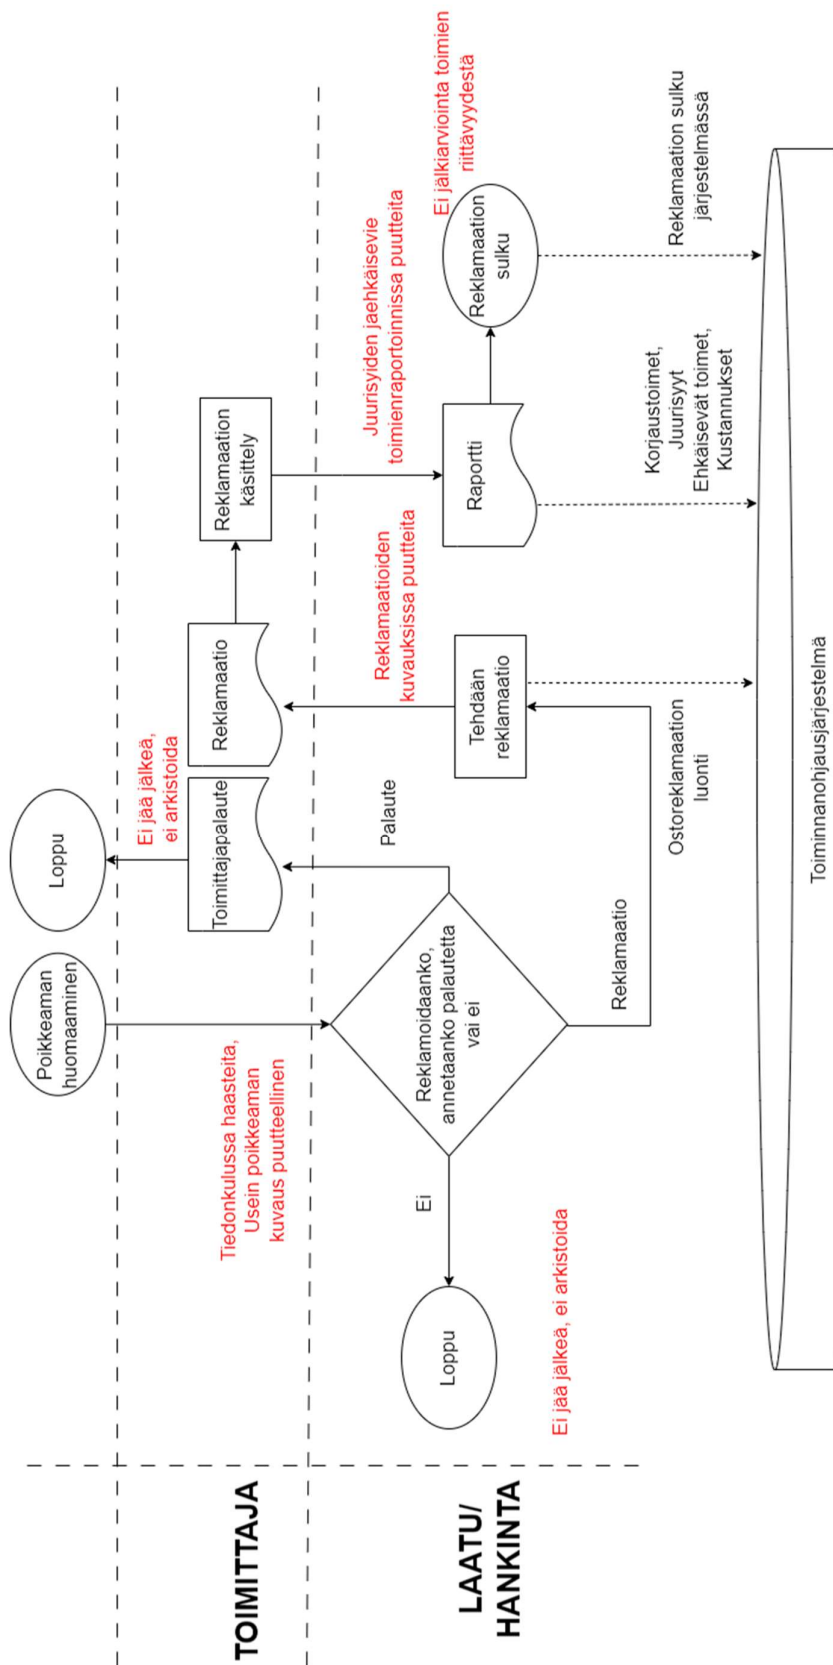 Poikkeaman
huomaaminen
Loppu
Ei jää jälkeä,
ei arkistoida
TOIMITTAJA
Tiedonkulussa haasteita,
Usein poikkeaman
kuvaus puutteellinen
Toimittajapalaute
Reklamaatio
Reklamaation
käsittely
LAATU/
HANKINTA
Loppu
Ei
Ei jää jälkeä, ei arkistoida
Reklamoidaanko,
annetaanko palautetta
vai ei
Palaute
Reklamaatio
Reklamaatioiden
kuvauksissa puutteita
Tehdään
reklamaatio
Juurisyiden jaehkäisevie
toimienraportoinnissa puutteita
Raportti
Ei jälkiarviointa toimien
riittävyydestä
Reklamaation
sulku
Ostoreklamaation
luonti
Korjaustoimet,
Juurisyyt
Ehkäisevät toimet,
Kustannukset
Reklamaation sulku
järjestelmässä
Toiminnanohjausjärjestelmä